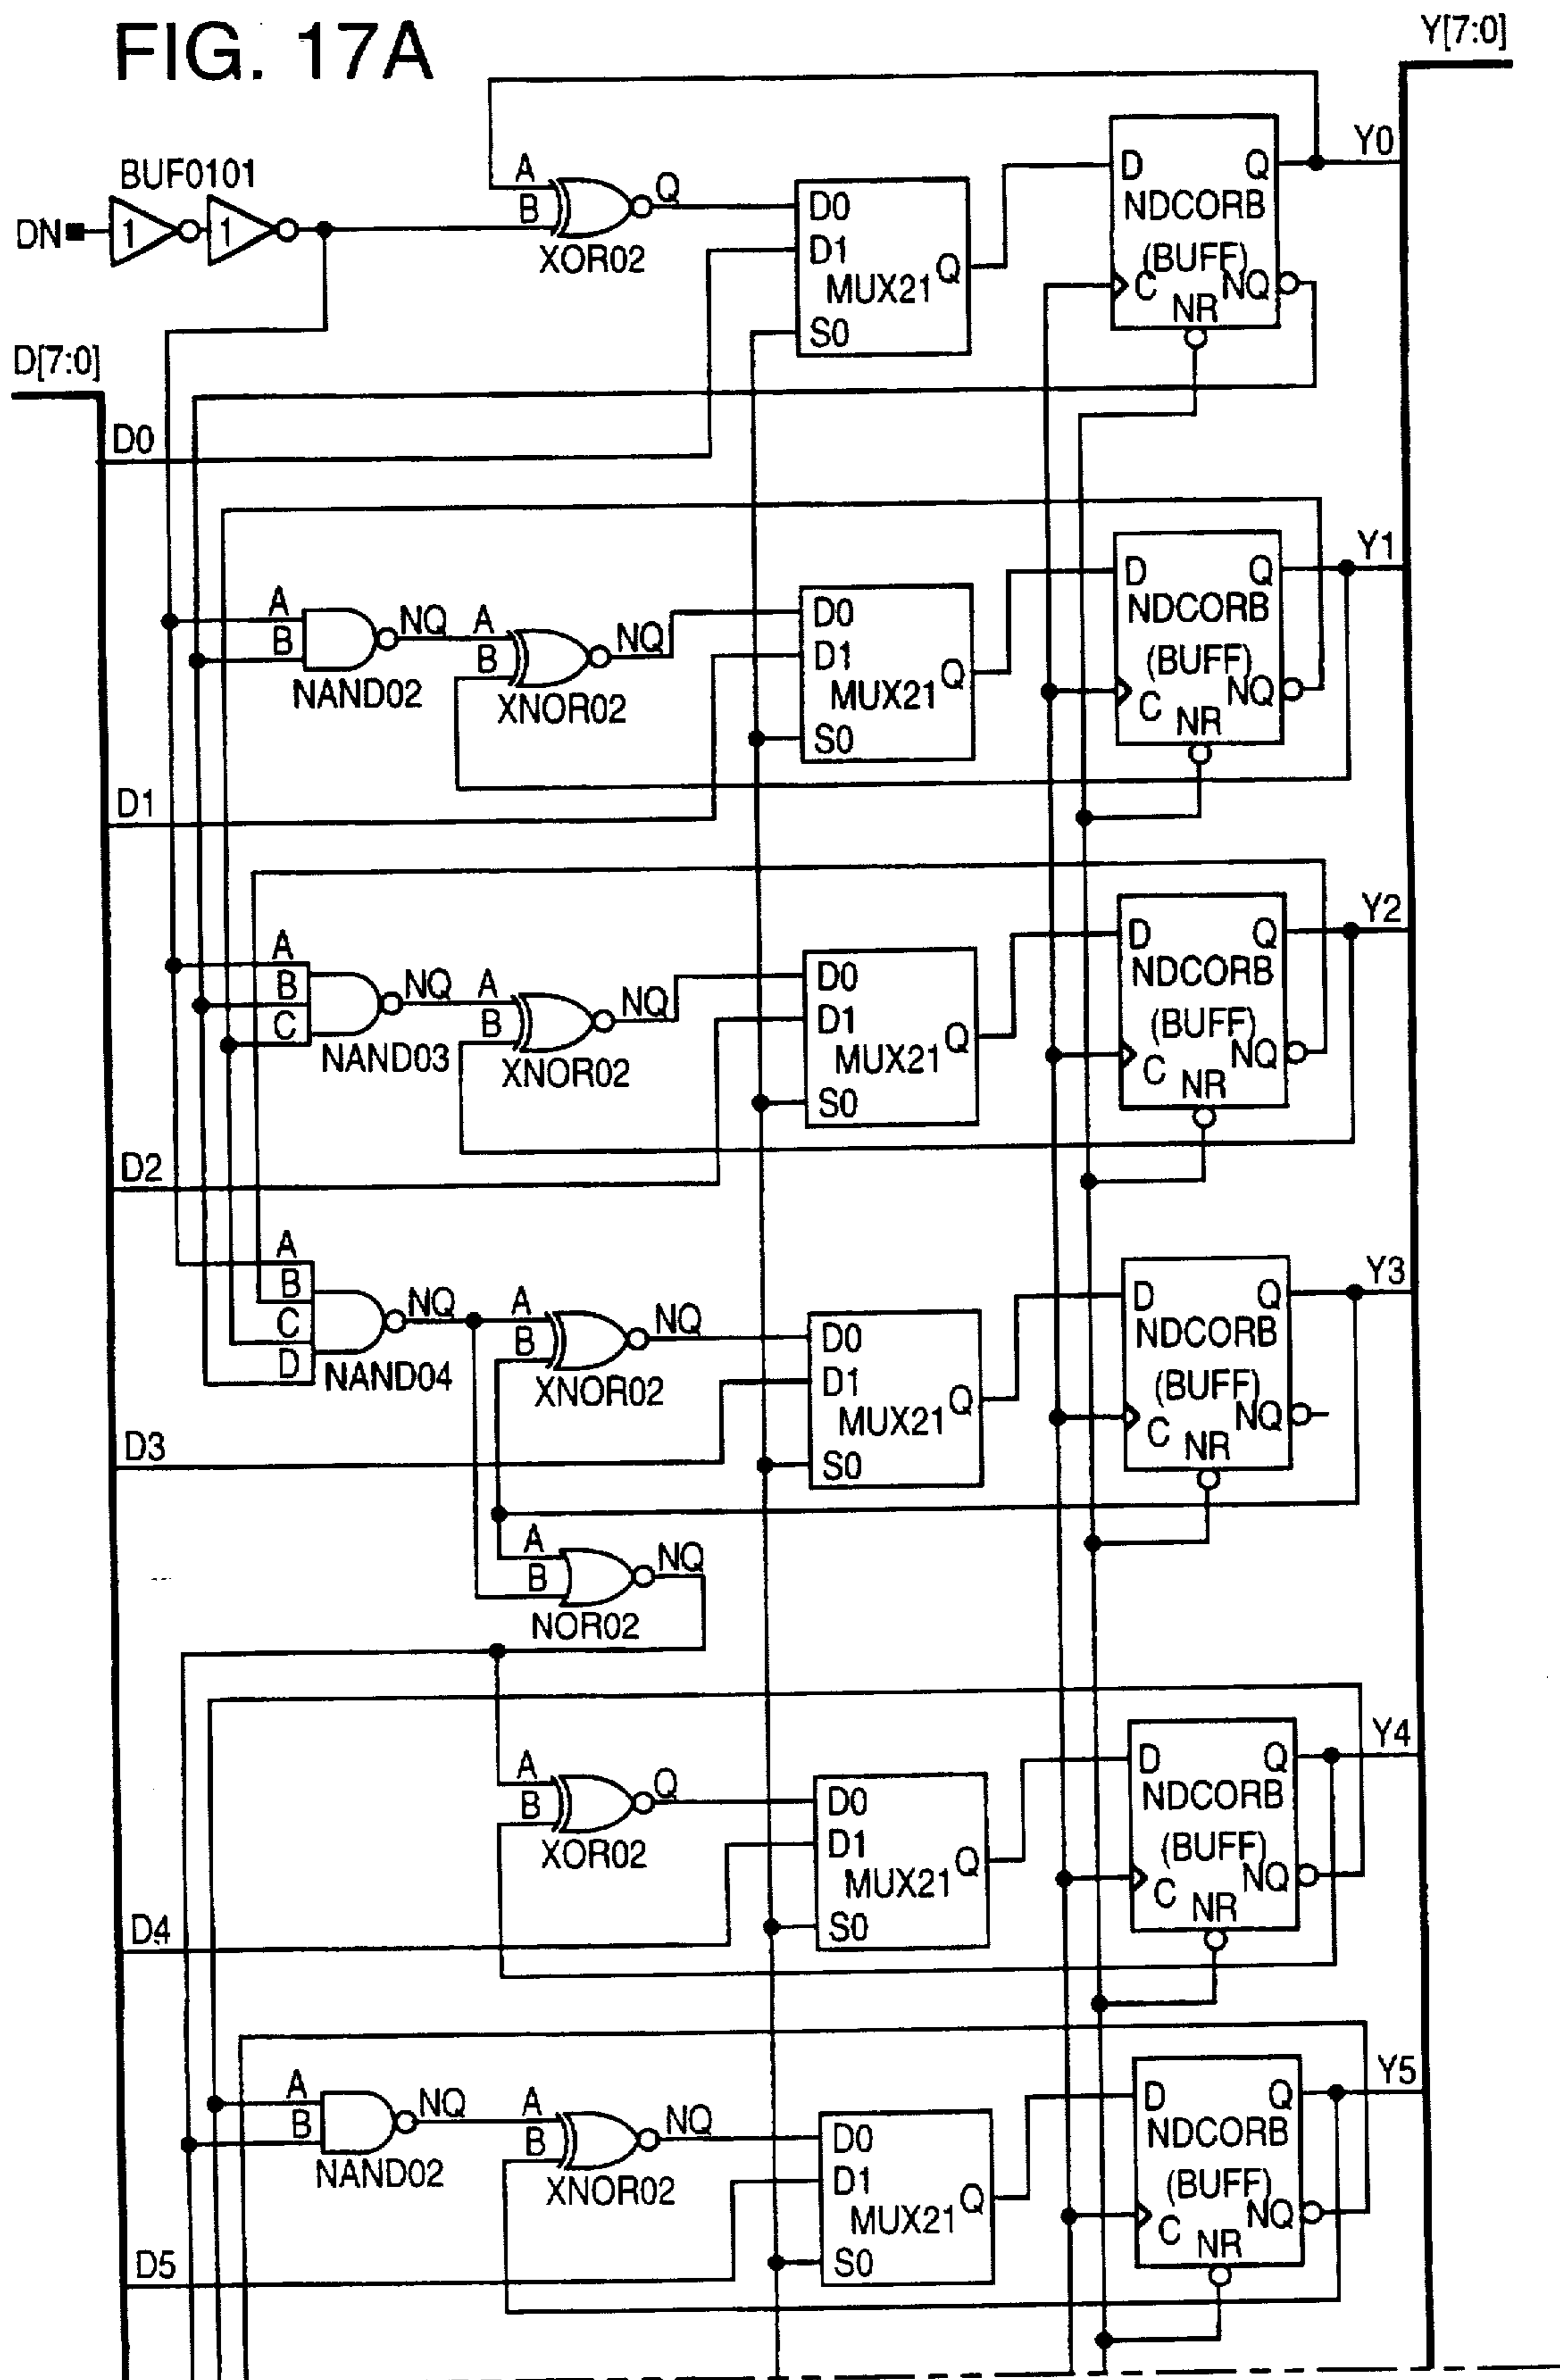 FIG. 17A
Y[7:0]
BUF0101
DN
1
1
A
B
Q
XOR02
D0
D1
MUX21
Q
S0
D
Q
NDCORB
(BUFF)
C
NQ
NR
Y0
D[7:0]
D0
A
B
NQ
NAND02
A
B
NQ
XNOR02
D0
D1
MUX21
Q
S0
D
Q
NDCORB
(BUFF)
C
NQ
NR
Y1
D1
A
B
C
NQ
NAND03
A
B
NQ
XNOR02
D0
D1
MUX21
Q
S0
D
Q
NDCORB
(BUFF)
C
NQ
NR
Y2
D2
A
B
C
D
NQ
NAND04
A
B
NQ
XNOR02
D0
D1
MUX21
Q
S0
D
Q
NDCORB
(BUFF)
C
NQ
NR
Y3
D3
A
B
NQ
NOR02
A
B
Q
XOR02
D0
D1
MUX21
Q
S0
D
Q
NDCORB
(BUFF)
C
NQ
NR
Y4
D4
A
B
NQ
NAND02
A
B
NQ
XNOR02
D0
D1
MUX21
Q
S0
D
Q
NDCORB
(BUFF)
C
NQ
NR
Y5
D5